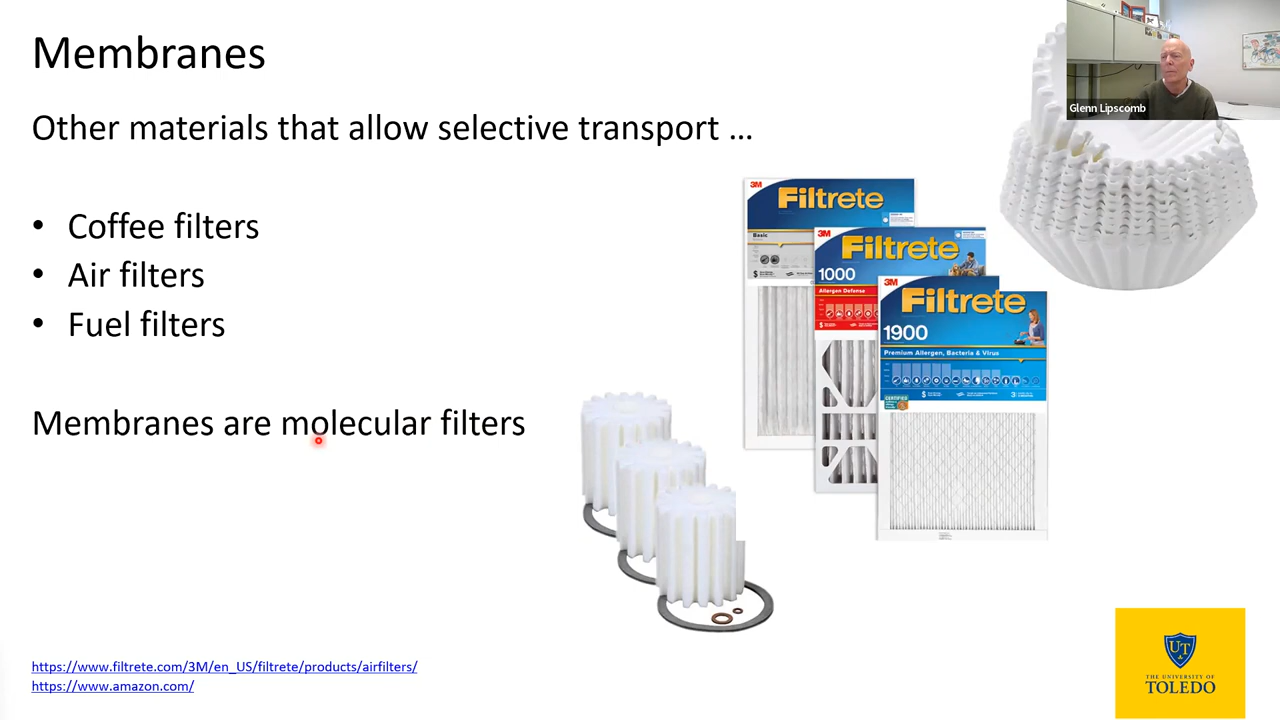 Membranes
Glenn Lipscomb
Other materials that allow selective transport ...
• Coffee filters
• Air filters
• Fuel filters
Membranes are molecular filters
3M
Filtrete
Basic
3M
Filtrete
1000
Allergen Defense
3M
Filtrete
1900
Premium Allergen, Bacteria & Virus
https://www.filtrete.com/3M/en_US/filtrete/products/airfilters/
https://www.amazon.com/
UT
THE UNIVERSITY OF
TOLEDO